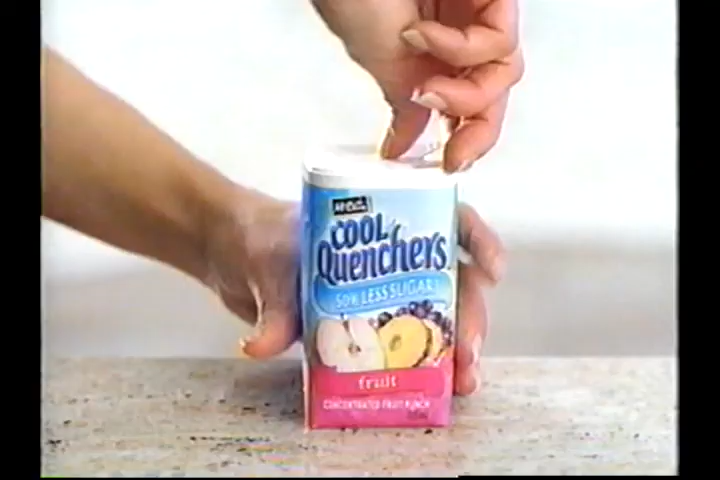 COOL
Quenchers
50% LESS SUGAR
fruit
CONCENTRATED FRUIT PUNCH